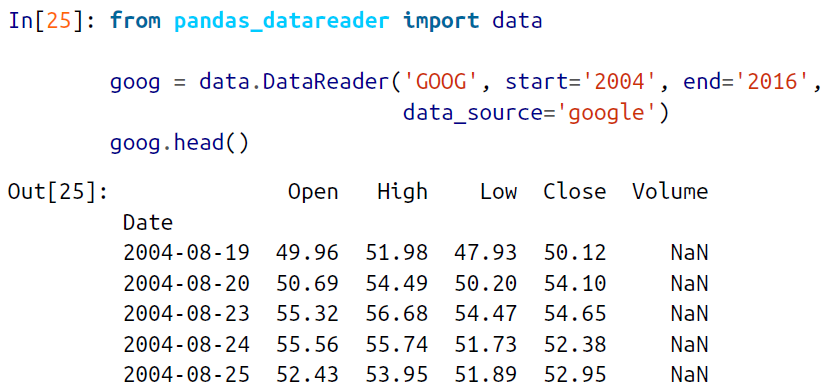 In[25]: from pandas_datareader import data
goog = data.DataReader('GOOG', start='2004', end='2016',
data_source='google')
goog.head()
Out[25]: Open High Low Close Volume
Date
2004-08-19 49.96 51.98 47.93 50.12 NaN
2004-08-20 50.69 54.49 50.20 54.10 NaN
2004-08-23 55.32 56.68 54.47 54.65 NaN
2004-08-24 55.56 55.74 51.73 52.38 NaN
2004-08-25 52.43 53.95 51.89 52.95 NaN